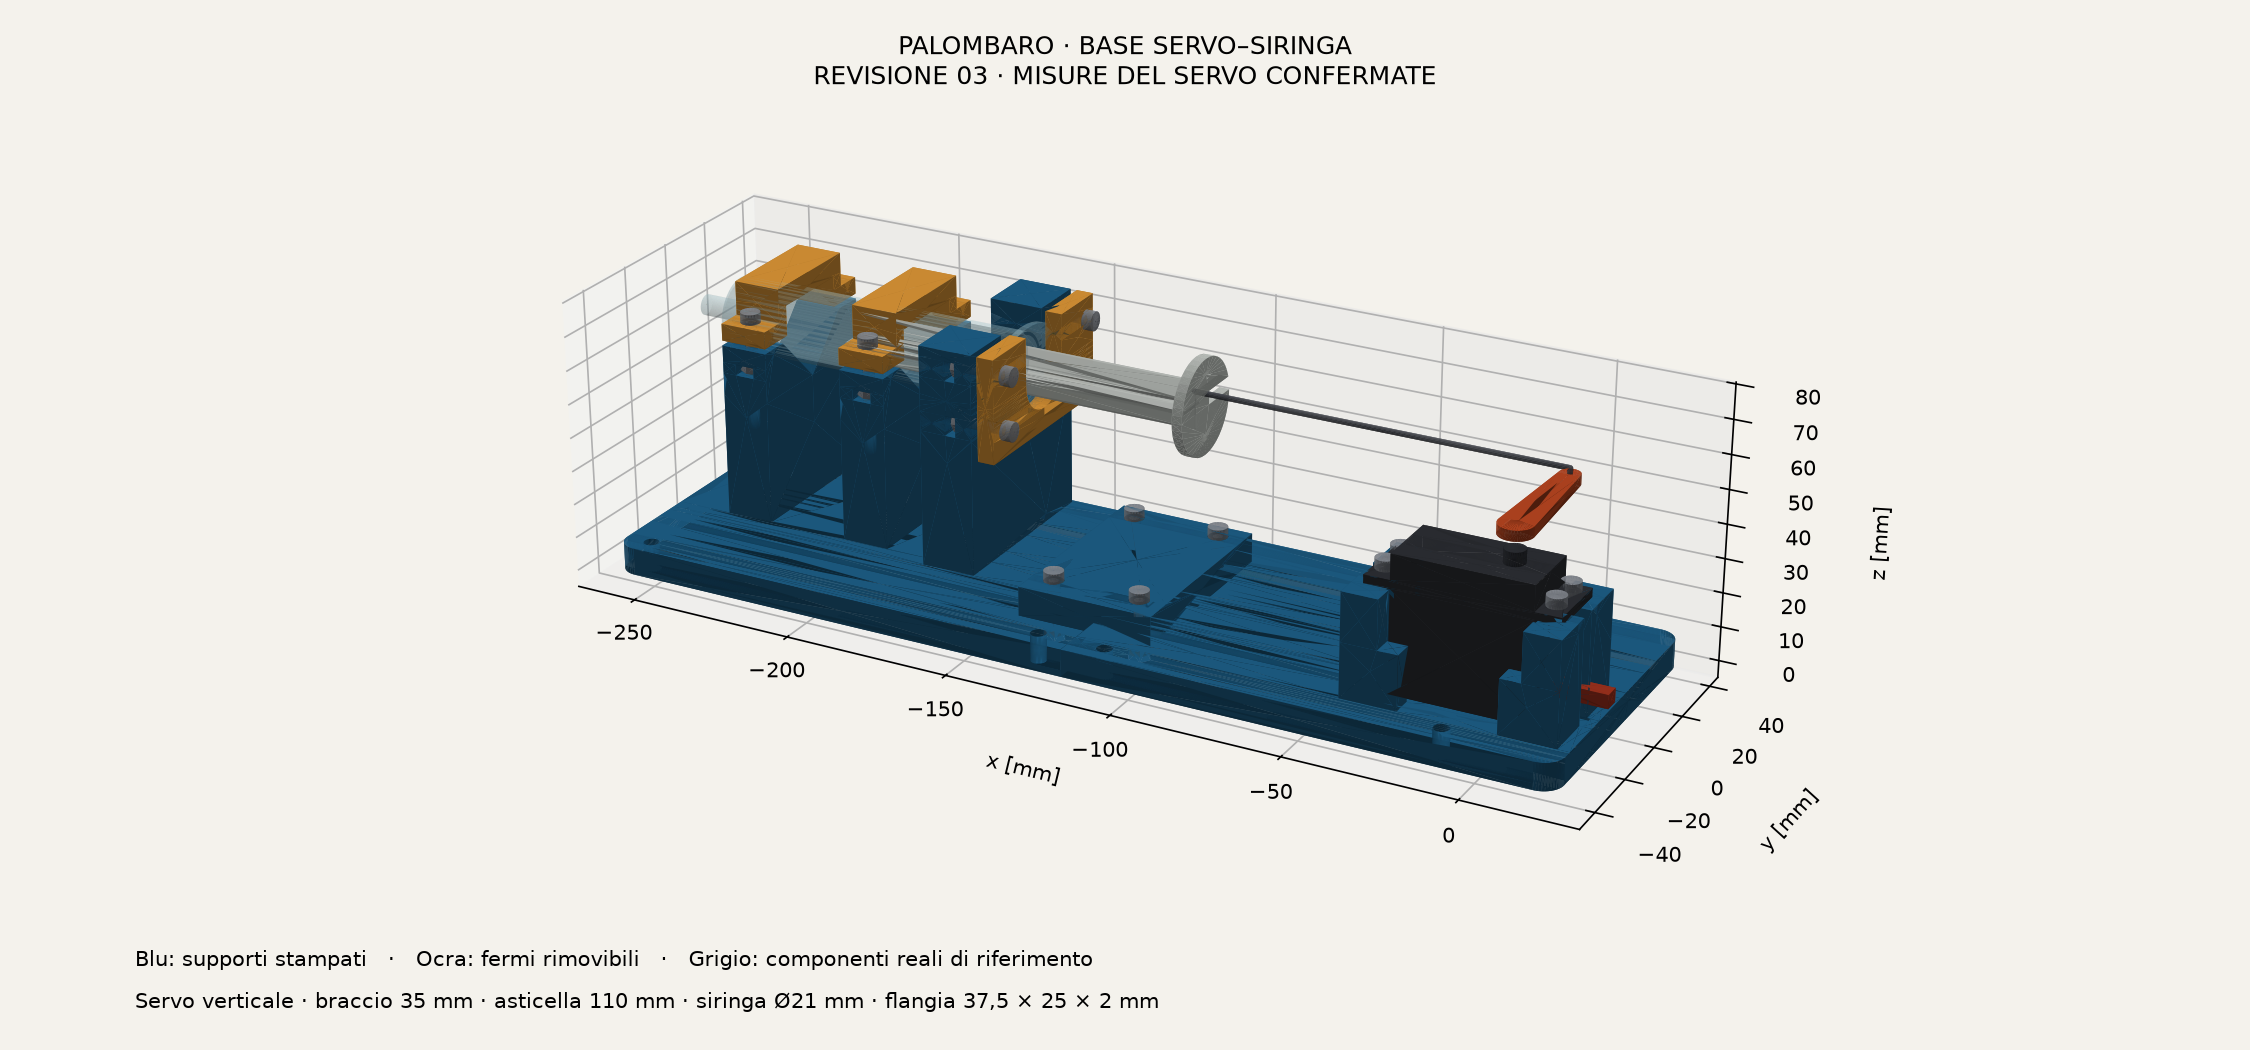 PALOMBARO · BASE SERVO–SIRINGA
REVISIONE 03 · MISURE DEL SERVO CONFERMATE
80
70
60
50
40
30
20
10
0
z [mm]
−250
−200
−150
−100
−50
0
x [mm]
40
20
0
−20
−40
y [mm]
Blu: supporti stampati · Ocra: fermi rimovibili · Grigio: componenti reali di riferimento
Servo verticale · braccio 35 mm · asticella 110 mm · siringa Ø21 mm · flangia 37,5 × 25 × 2 mm